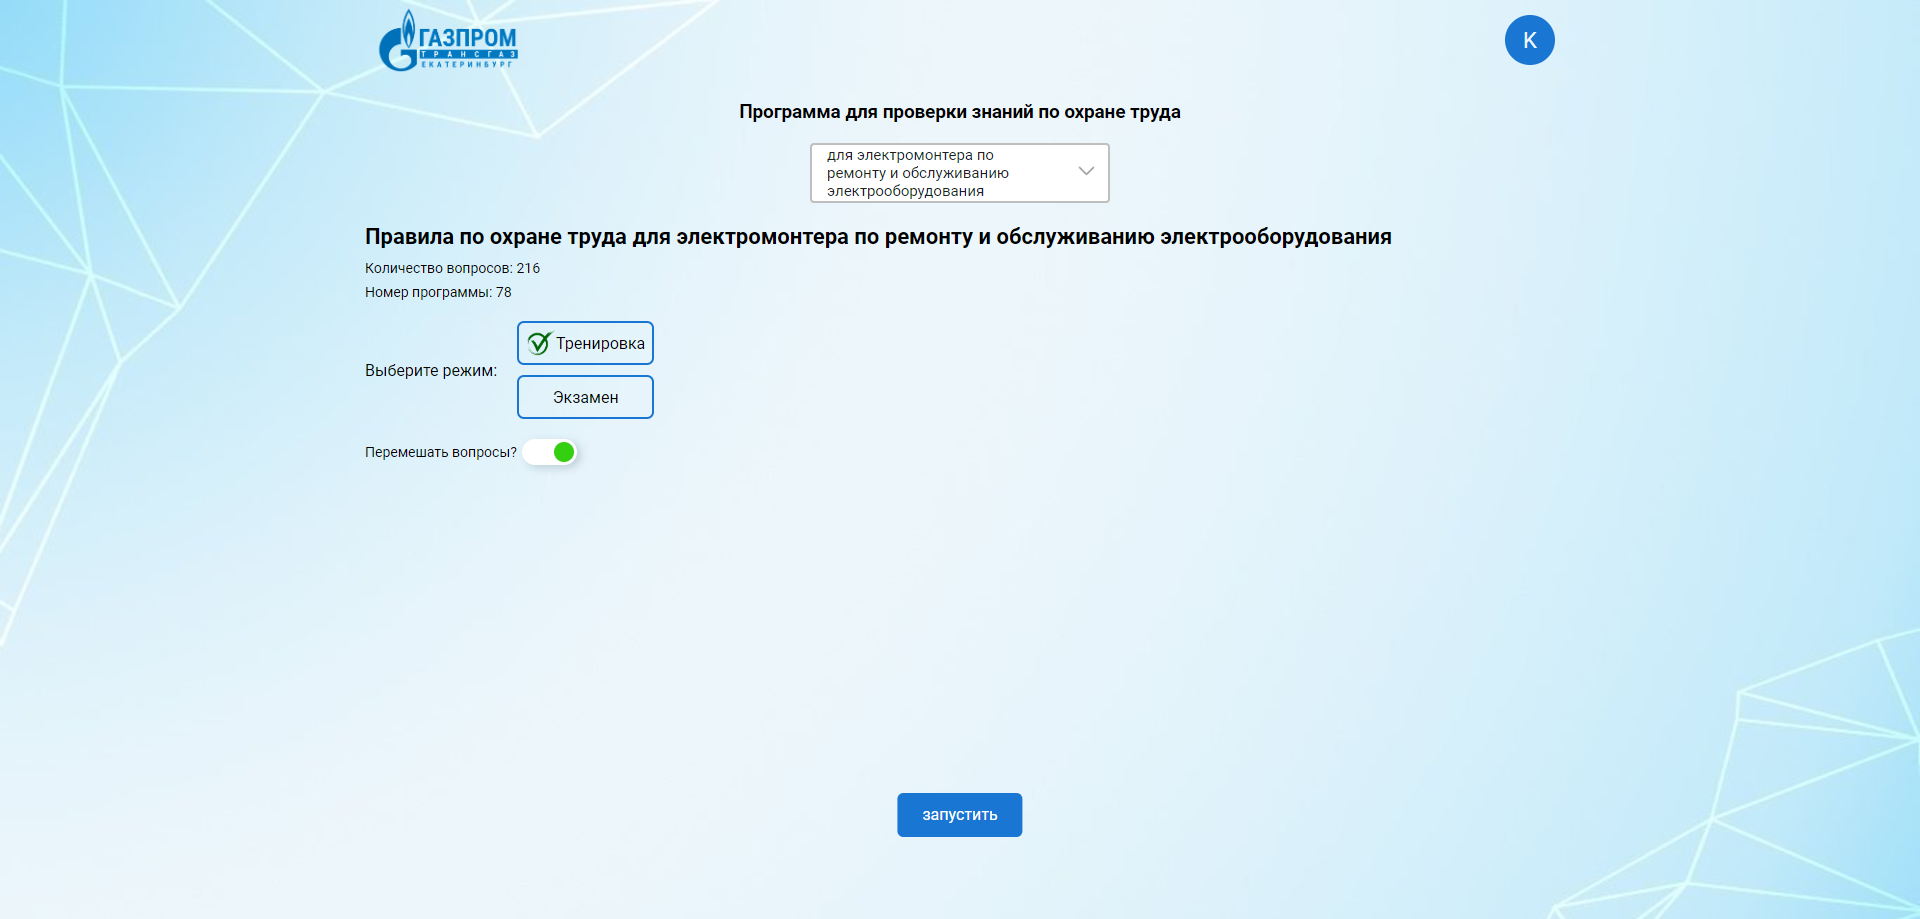 ГАЗПРОМ
ТРАНСГАЗ
ЕКАТЕРИНБУРГ
K
Программа для проверки знаний по охране труда
для электромонтера по
ремонту и обслуживанию
электрооборудования
Правила по охране труда для электромонтера по ремонту и обслуживанию электрооборудования
Количество вопросов: 216
Номер программы: 78
Тренировка
Выберите режим:
Экзамен
Перемешать вопросы?
запустить